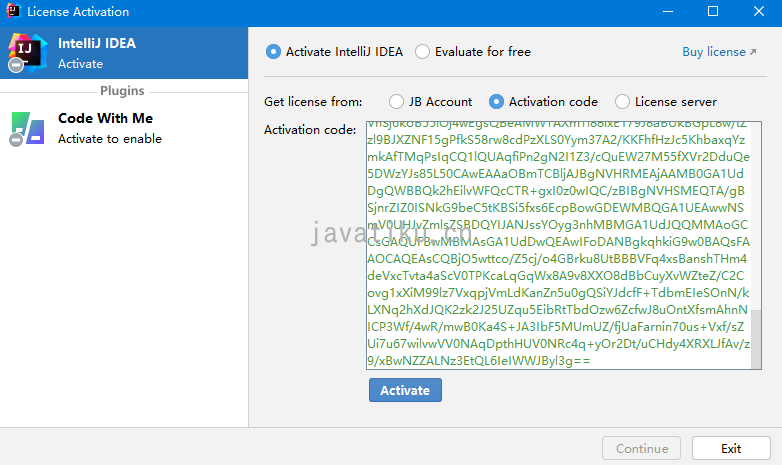 License Activation
IntelliJ IDEA
Activate
Plugins
Code With Me
Activate to enable
Activate IntelliJ IDEA
Evaluate for free
Buy license
Get license from:
JB Account
Activation code
License server
Activation code:
zl9BJXZNF15gPfkS58rw8cdPzXLS0Yym37A2/KKFhfHzJc5KhbaxqYz
mkAfTMqPsIqCQ1lQUAqfiPn2gN2I1Z3/cQuEW27M55fXVr2DduQe
5DWzYJs85L50CAwEAAaOBmTCBljAJBgNVHRMEAjAAMB0GA1Ud
DgQWBBQk2hEilvWFQcCTR+gxI0z0wIQC/zBIBgNVHSMEQTA/gB
SjnrZIZ0ISNkG9beC5tKBSi5fxs6EcpBowGDEWMBQGA1UEAwwNS
mV0UHJvZmlsZSBDQYIJANJssYOyg3nhMBMGA1UdJQQMMAoGC
javatiku.cn
CsGAQUFBwMBMAsGA1UdDwQEAwIFoDANBgkqhkiG9w0BAQsFA
AOCAQEAsCQBjO5wttco/Z5cj/o4GBrku8UtBBBVFq4xsBanshTHm4
deVxcTvta4aScV0TPKcaLqGqWx8A9v8XXO8dBbCuyXvWZteZ/C2C
ovg1xXiM99lz7VxqpjVmLdKanZn5u0gQSiYJdcfF+TdbmEIeSOnN/k
LXNq2hXdJQK2zk2J25UZqu5EibRtTbdOzw6ZcfwJ8uOntXfsmAhnN
ICP3Wf/4wR/mwB0Ka4S+JA3IbF5MUmUZ/fjUaFarnin70us+Vxf/sZ
Ui7u67wilvwVV0NAqDpthHUV0NRc4q+yOr2Dt/uCHdy4XRXLJfAv/z
9/xBwNZZALNz3EtQL6IeIWWJByl3g==
Activate
Continue
Exit